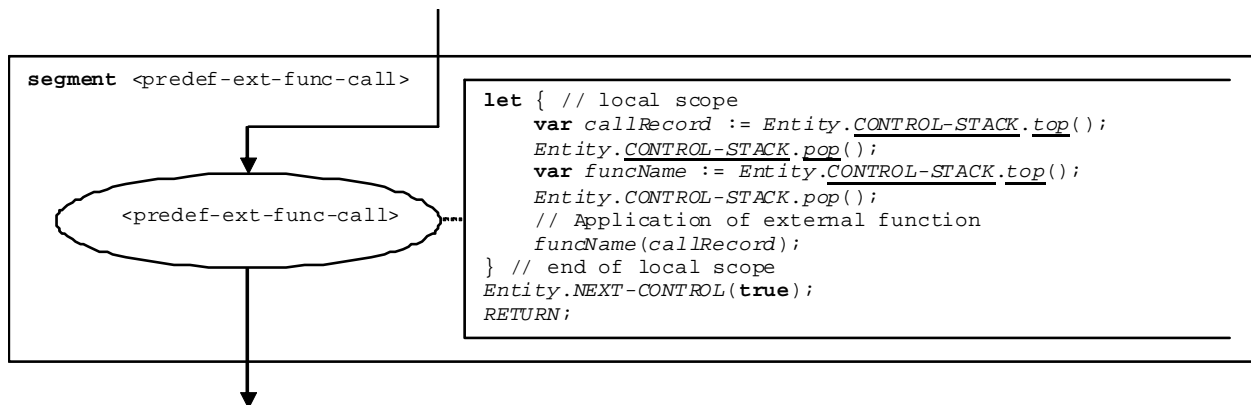 segment <predef-ext-func-call>
<predef-ext-func-call>
let { // local scope
var callRecord := Entity.CONTROL-STACK.top();
Entity.CONTROL-STACK.pop();
var funcName := Entity.CONTROL-STACK.top();
Entity.CONTROL-STACK.pop();
// Application of external function
funcName(callRecord);
} // end of local scope
Entity.NEXT-CONTROL(true);
RETURN;